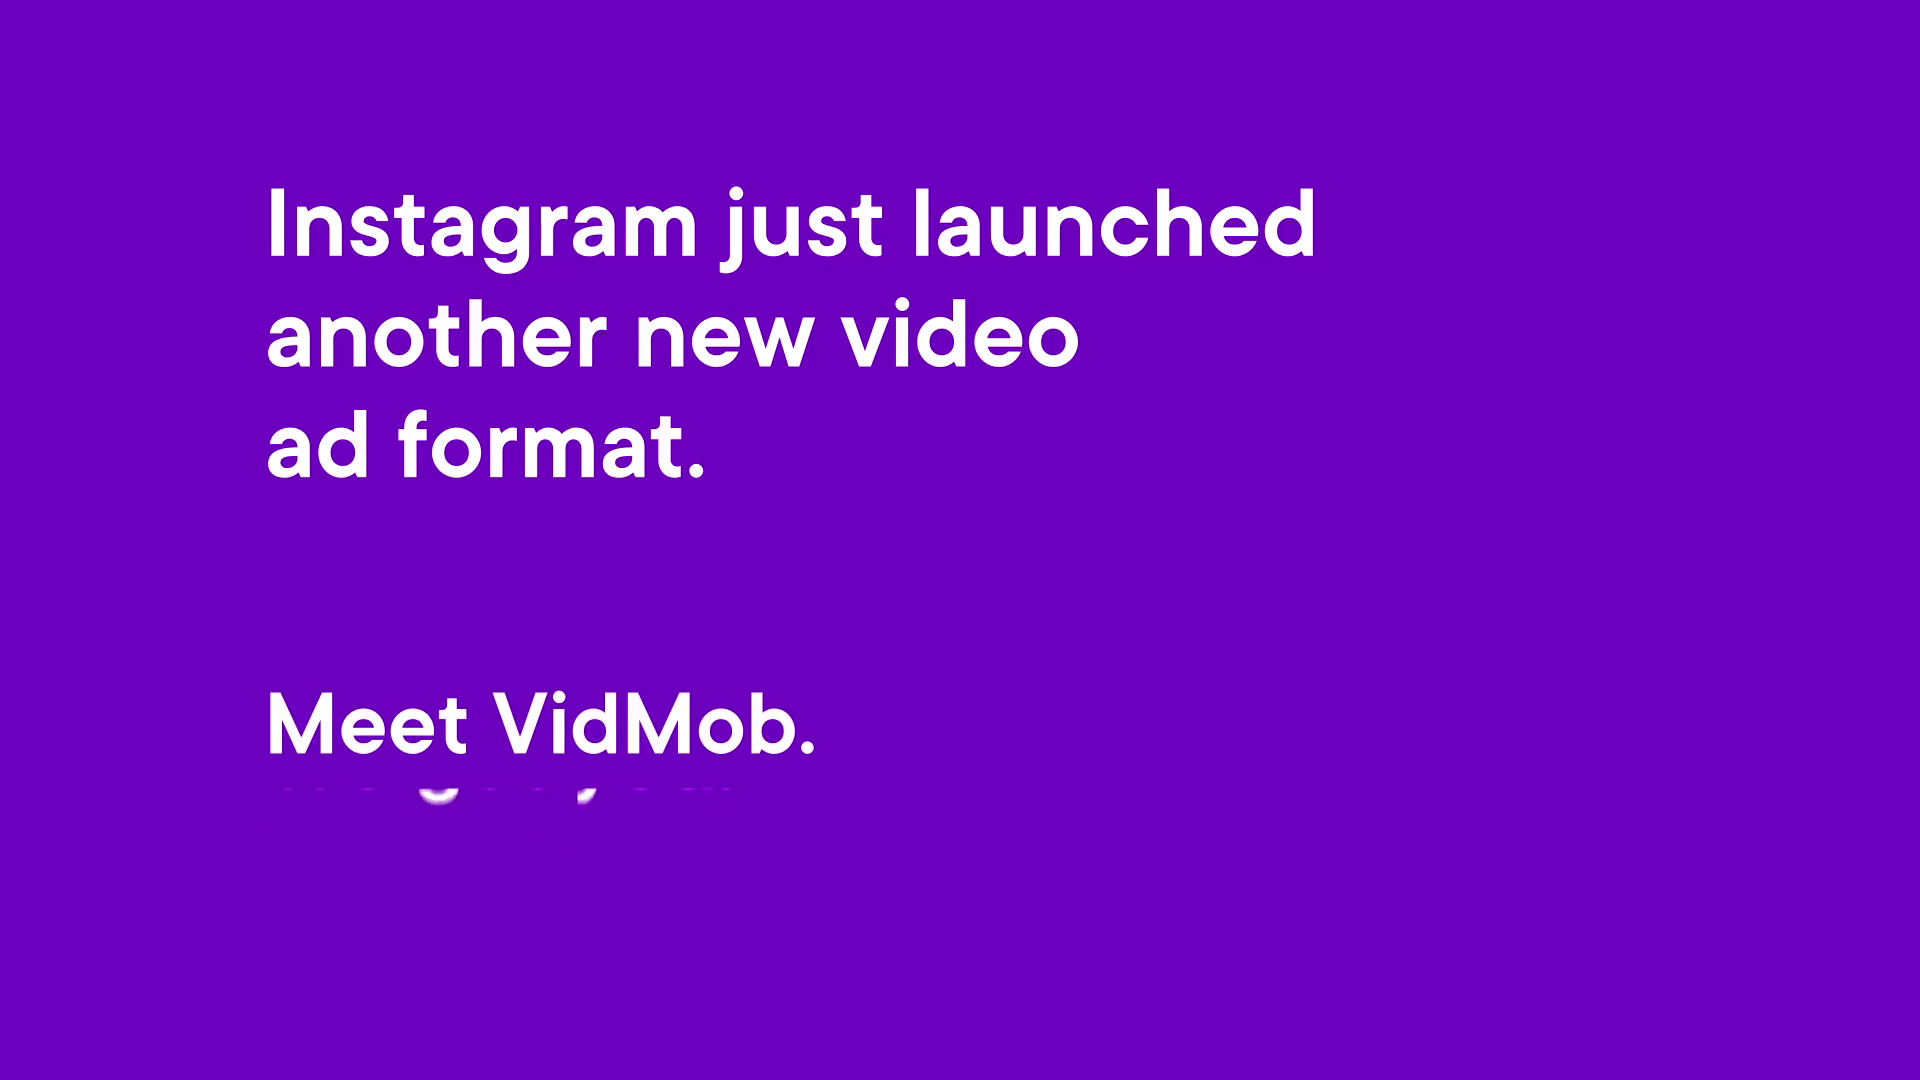 Instagram just launched
another new video
ad format.
Meet VidMob.